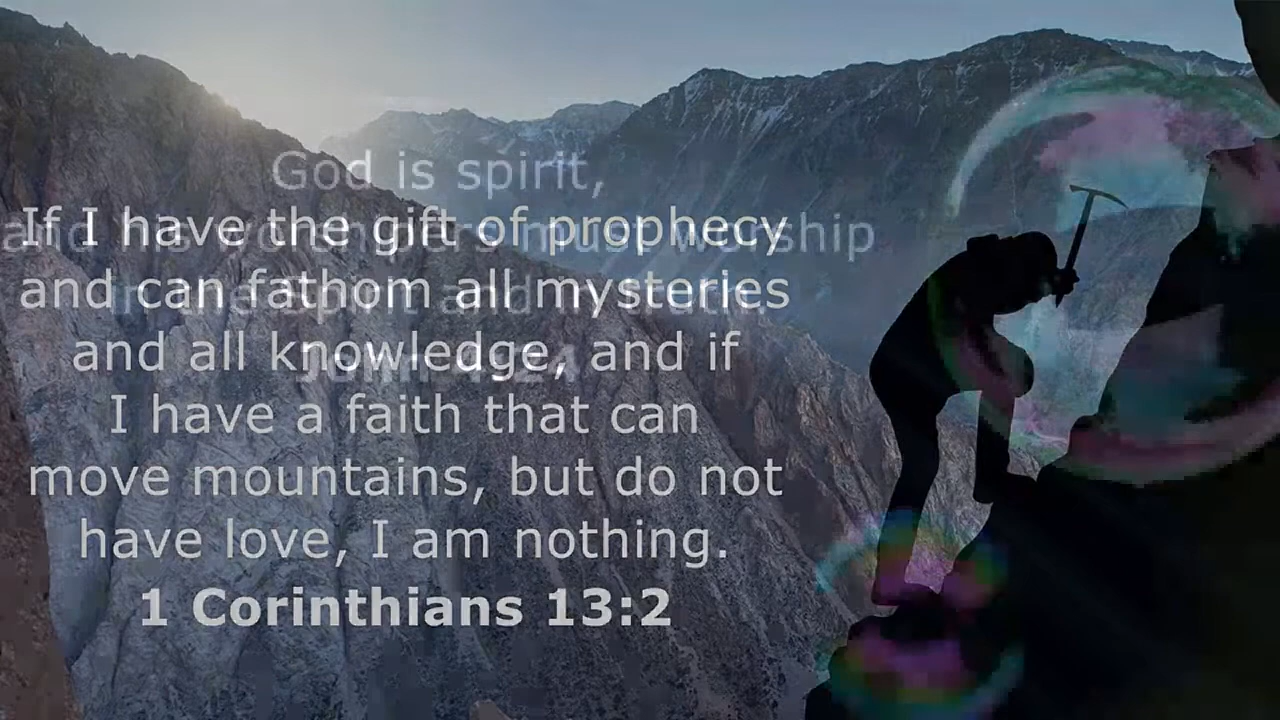 God is spirit,
If I have the gift of prophecy
and can fathom all mysteries
and all knowledge, and if
I have a faith that can
move mountains, but do not
have love, I am nothing.
1 Corinthians 13:2